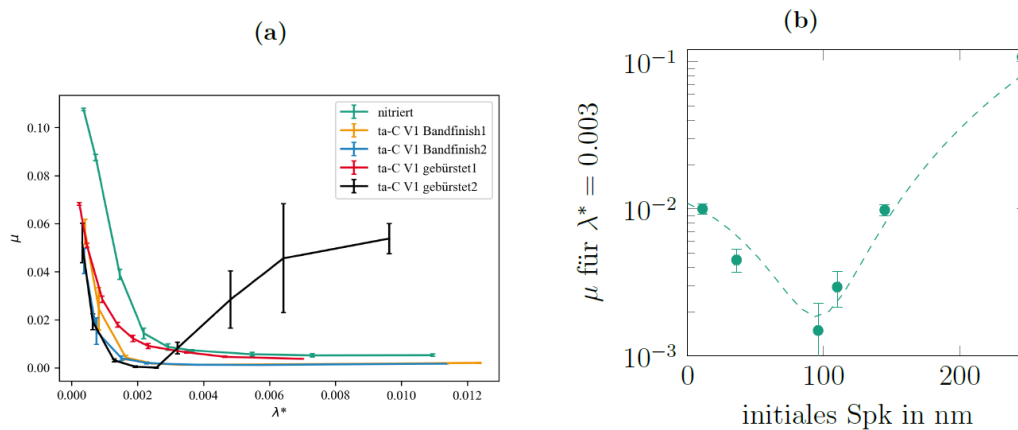 (a)
(b)
μ
0.10
0.08
0.06
0.04
0.02
0.00
nitriert
ta-C V1 Bandfinish1
ta-C V1 Bandfinish2
ta-C V1 gebürstet1
ta-C V1 gebürstet2
0.000 0.002 0.004 0.006 0.008 0.010 0.012
λ*
μ für λ* = 0.003
10⁻¹
10⁻²
10⁻³
0 100 200
initiales Spk in nm